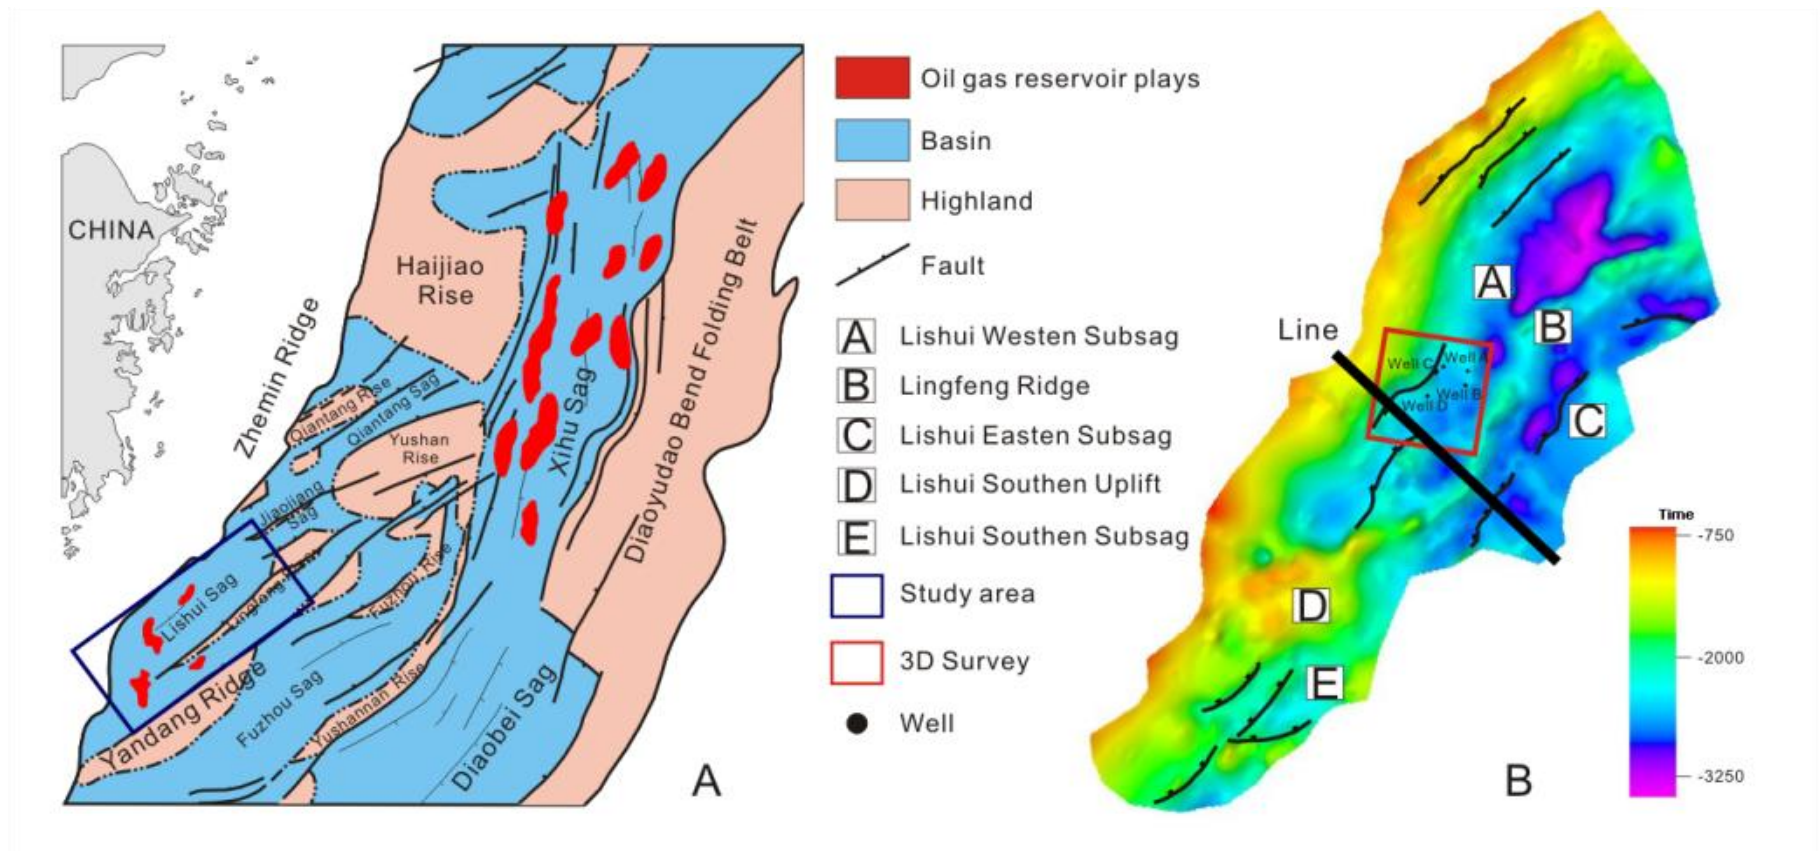 CHINA
Zhemin Ridge
Haijiao
Rise
Qiantang Rise
Qiantang Sag
Yushan
Rise
Jiaojiang
Sag
Xihu Sag
Diaoyudao Bend Folding Belt
Lishui Sag
Fuzhou Rise
Yandang Ridge
Fuzhou Sag
Yushannan Rise
Diaobei Sag
A
Oil gas reservoir plays
Basin
Highland
Fault
A Lishui Westen Subsag
B Lingfeng Ridge
C Lishui Easten Subsag
D Lishui Southen Uplift
E Lishui Southen Subsag
Study area
3D Survey
Well
A
B
Line
Well C
Well A
Well B
Well D
C
D
E
B
Time
-750
-2000
-3250